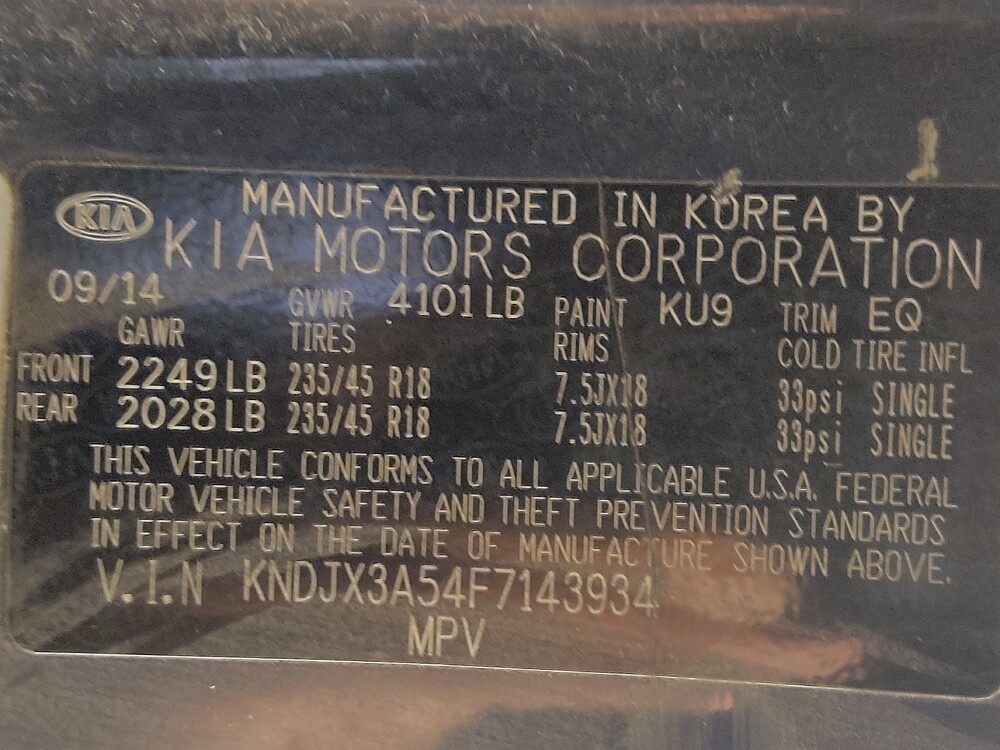 KIA MANUFACTURED IN KOREA BY
KIA MOTORS CORPORATION
09/14 GVWR 4101 LB PAINT KU9 TRIM EQ
GAWR TIRES RIMS COLD TIRE INFL
FRONT 2249 LB 235/45 R18 7.5JX18 33psi SINGLE
REAR 2028 LB 235/45 R18 7.5JX18 33psi SINGLE
THIS VEHICLE CONFORMS TO ALL APPLICABLE U.S.A. FEDERAL
MOTOR VEHICLE SAFETY AND THEFT PREVENTION STANDARDS
IN EFFECT ON THE DATE OF MANUFACTURE SHOWN ABOVE.
V.I.N KNDJX3A54F7143934
MPV